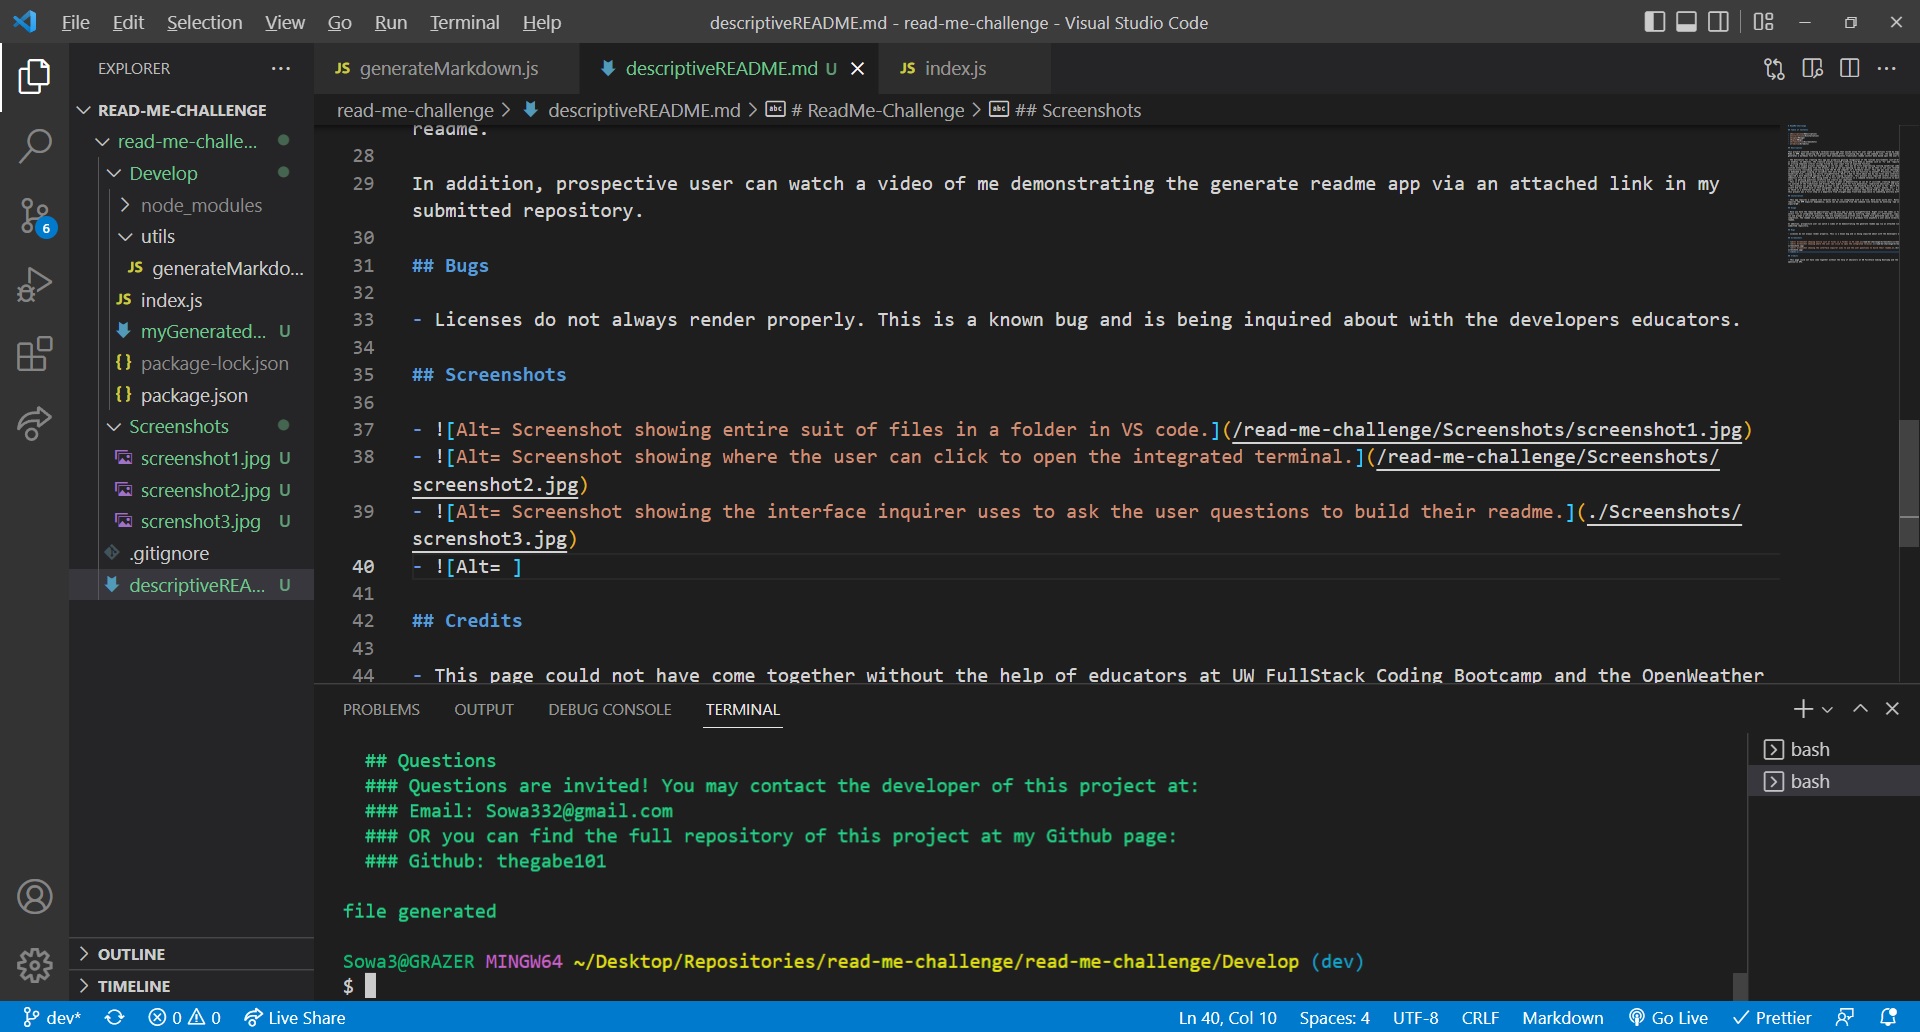 File Edit Selection View Go Run Terminal Help descriptiveREADME.md - read-me-challenge - Visual Studio Code
EXPLORER
READ-ME-CHALLENGE
read-me-challe...
Develop
node_modules
utils
JS generateMarkdo...
JS index.js
myGenerated... U
{} package-lock.json
{} package.json
Screenshots
screenshot1.jpg U
screenshot2.jpg U
screnshot3.jpg U
.gitignore
descriptiveREA... U
OUTLINE
TIMELINE
6
JS generateMarkdown.js descriptiveREADME.md U JS index.js
read-me-challenge > descriptiveREADME.md > abc # ReadMe-Challenge > abc ## Screenshots
readme.
28
29 In addition, prospective user can watch a video of me demonstrating the generate readme app via an attached link in my
submitted repository.
30
31 ## Bugs
32
33 - Licenses do not always render properly. This is a known bug and is being inquired about with the developers educators.
34
35 ## Screenshots
36
37 - ![Alt= Screenshot showing entire suit of files in a folder in VS code.](/read-me-challenge/Screenshots/screenshot1.jpg)
38 - ![Alt= Screenshot showing where the user can click to open the integrated terminal.](/read-me-challenge/Screenshots/
screenshot2.jpg)
39 - ![Alt= Screenshot showing the interface inquirer uses to ask the user questions to build their readme.](./Screenshots/
screnshot3.jpg)
40 - ![Alt= ]
41
42 ## Credits
43
44 - This page could not have come together without the help of educators at UW FullStack Coding Bootcamp and the OpenWeather
PROBLEMS OUTPUT DEBUG CONSOLE TERMINAL
## Questions
### Questions are invited! You may contact the developer of this project at:
### Email: Sowa332@gmail.com
### OR you can find the full repository of this project at my Github page:
### Github: thegabe101
file generated
Sowa3@GRAZER MINGW64 ~/Desktop/Repositories/read-me-challenge/read-me-challenge/Develop (dev)
$
bash
bash
dev* 0 0 Live Share Ln 40, Col 10 Spaces: 4 UTF-8 CRLF Markdown Go Live Prettier